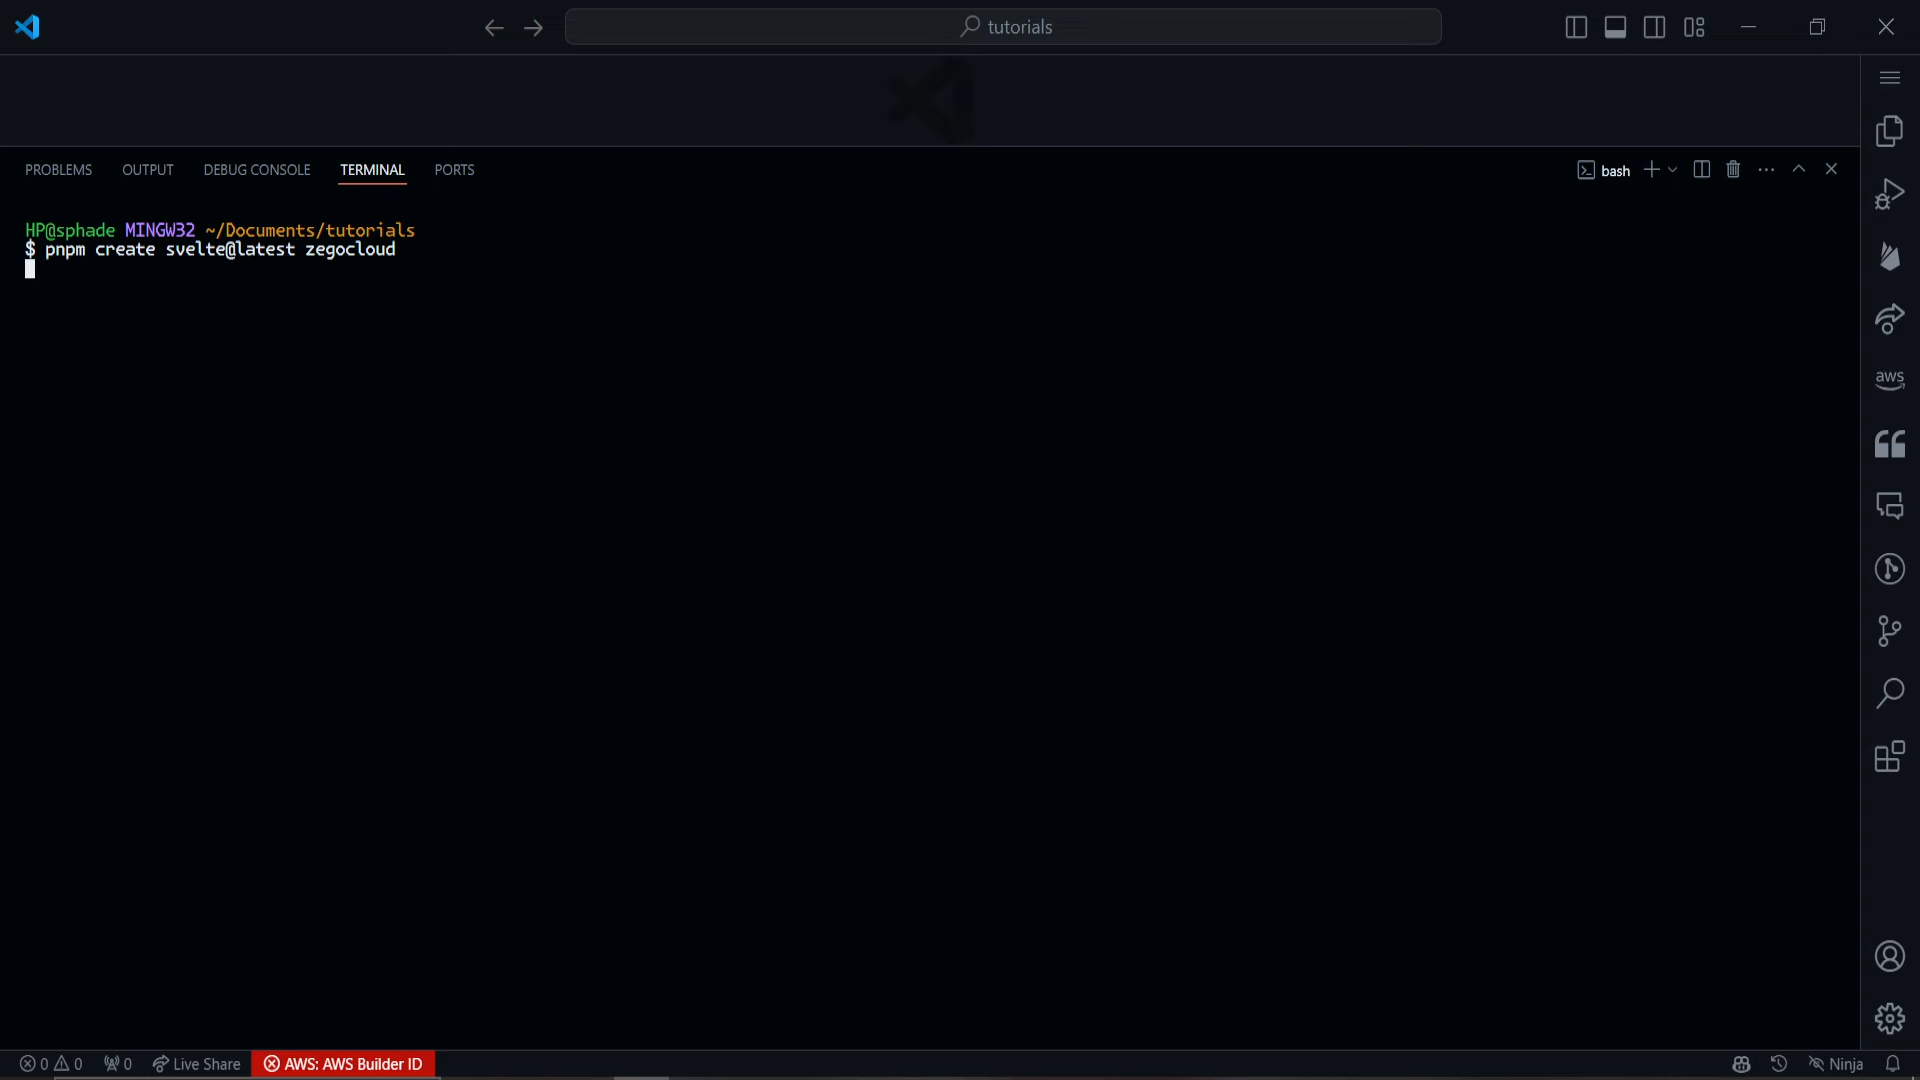 tutorials
PROBLEMS OUTPUT DEBUG CONSOLE TERMINAL PORTS bash
HP@sphade MINGW32 ~/Documents/tutorials
$ pnpm create svelte@latest zegocloud
aws
0 0 0 Live Share AWS: AWS Builder ID Ninja